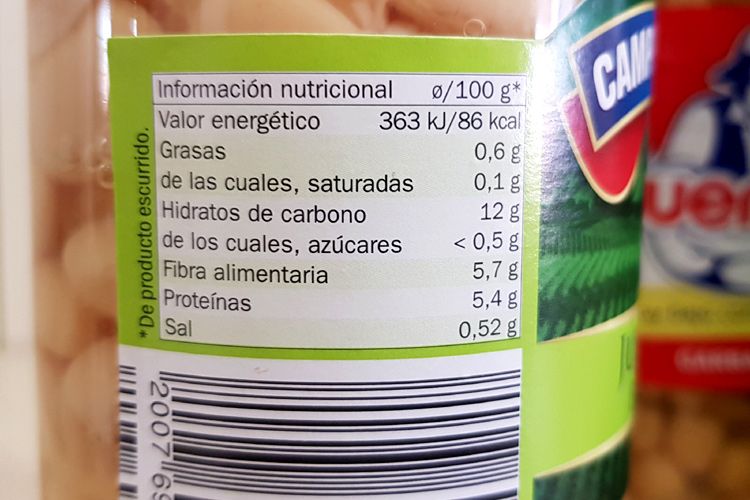 Información nutricional ø/100 g*
Valor energético 363 kJ/86 kcal
Grasas 0,6 g
de las cuales, saturadas 0,1 g
Hidratos de carbono 12 g
de los cuales, azúcares < 0,5 g
Fibra alimentaria 5,7 g
Proteínas 5,4 g
Sal 0,52 g
*De producto escurrido.